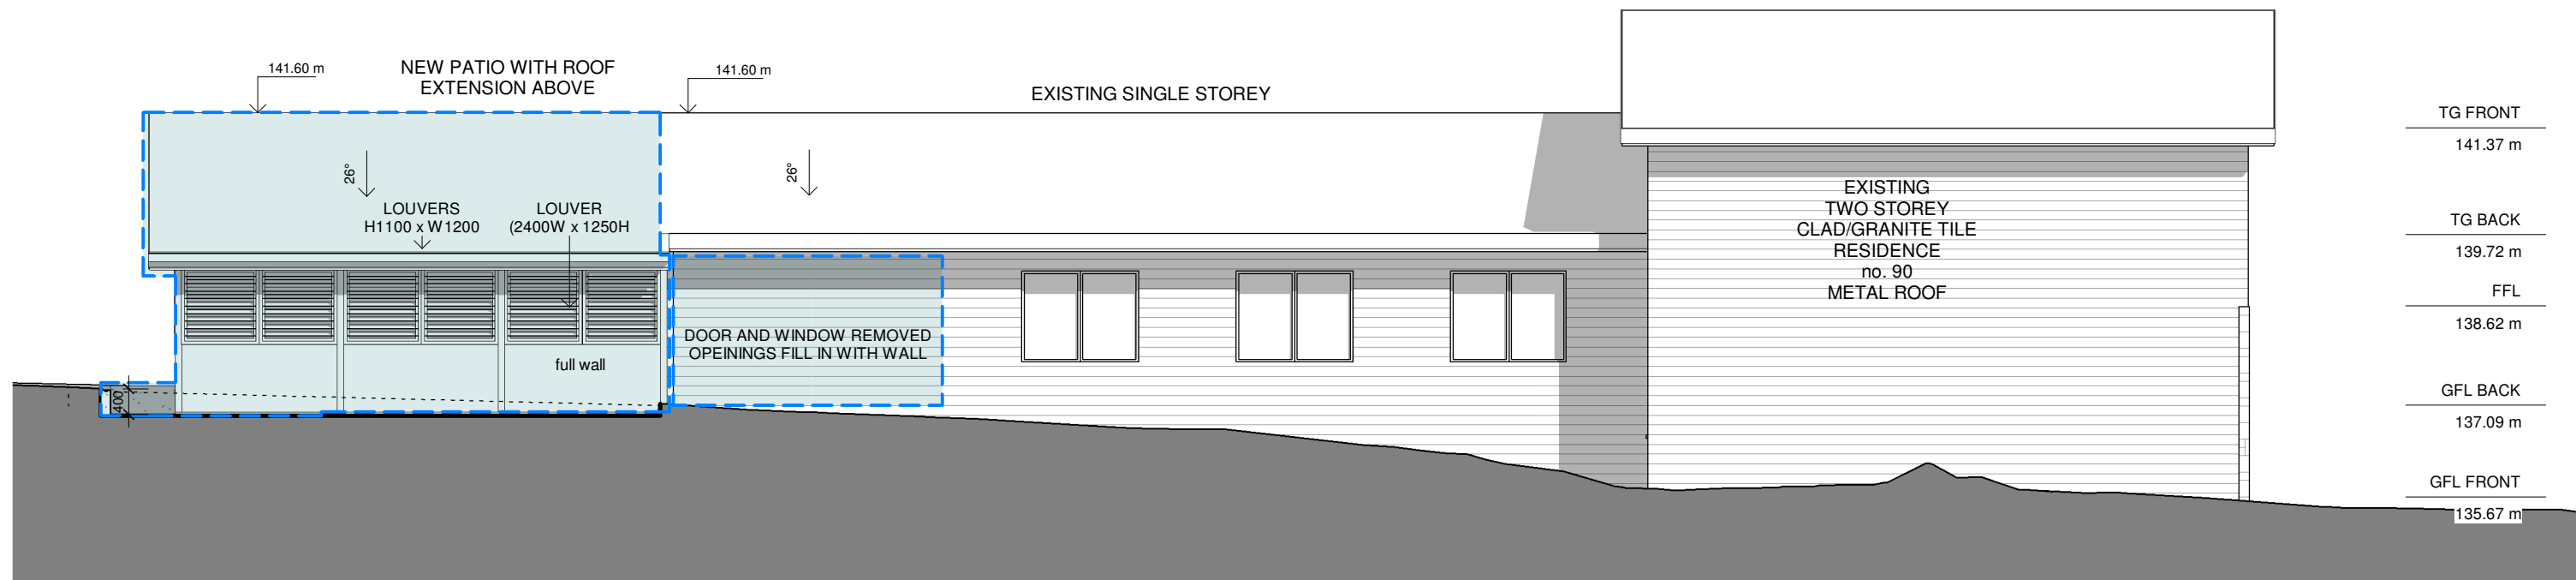 141.60 m
NEW PATIO WITH ROOF
EXTENSION ABOVE
141.60 m
EXISTING SINGLE STOREY
26°
LOUVERS
H1100 x W1200
LOUVER
(2400W x 1250H
26°
DOOR AND WINDOW REMOVED
OPEININGS FILL IN WITH WALL
full wall
400
EXISTING
TWO STOREY
CLAD/GRANITE TILE
RESIDENCE
no. 90
METAL ROOF
TG FRONT
141.37 m
TG BACK
139.72 m
FFL
138.62 m
GFL BACK
137.09 m
GFL FRONT
135.67 m